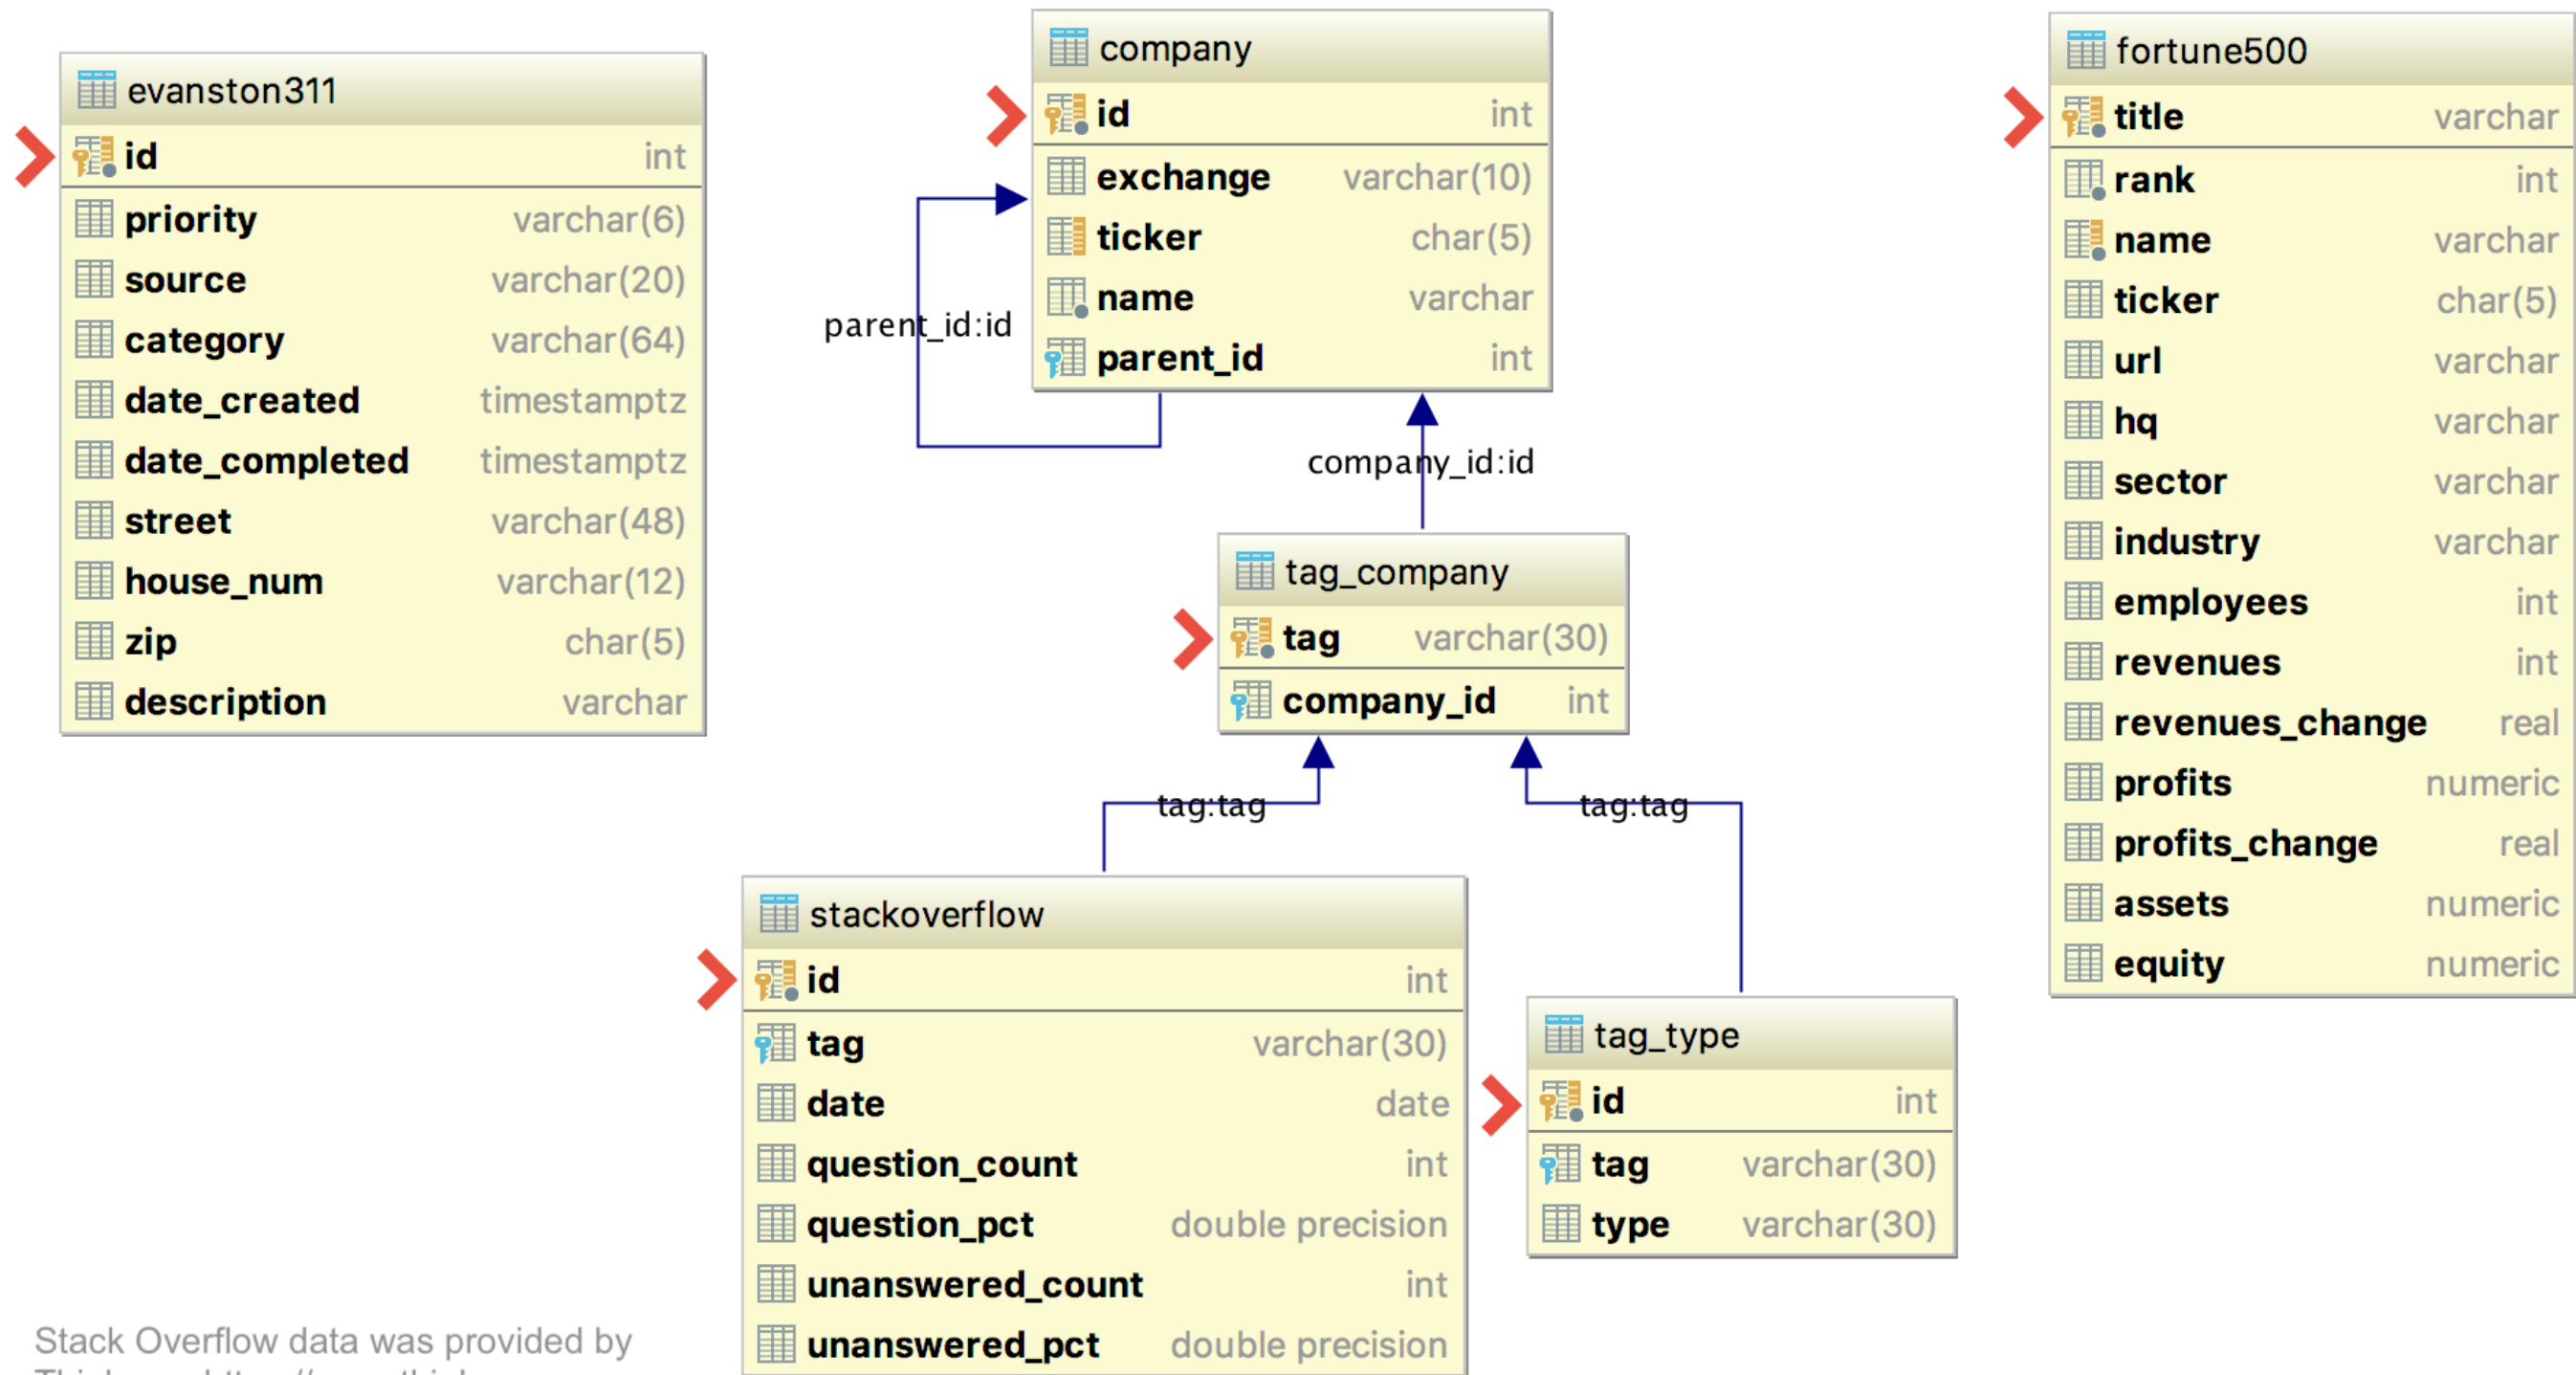 evanston311
id int
priority varchar(6)
source varchar(20)
category varchar(64)
date_created timestamptz
date_completed timestamptz
street varchar(48)
house_num varchar(12)
zip char(5)
description varchar
company
id int
exchange varchar(10)
ticker char(5)
name varchar
parent_id int
parent_id:id
company_id:id
tag_company
tag varchar(30)
company_id int
tag:tag
tag:tag
stackoverflow
id int
tag varchar(30)
date date
question_count int
question_pct double precision
unanswered_count int
unanswered_pct double precision
tag_type
id int
tag varchar(30)
type varchar(30)
fortune500
title varchar
rank int
name varchar
ticker char(5)
url varchar
hq varchar
sector varchar
industry varchar
employees int
revenues int
revenues_change real
profits numeric
profits_change real
assets numeric
equity numeric
Stack Overflow data was provided by